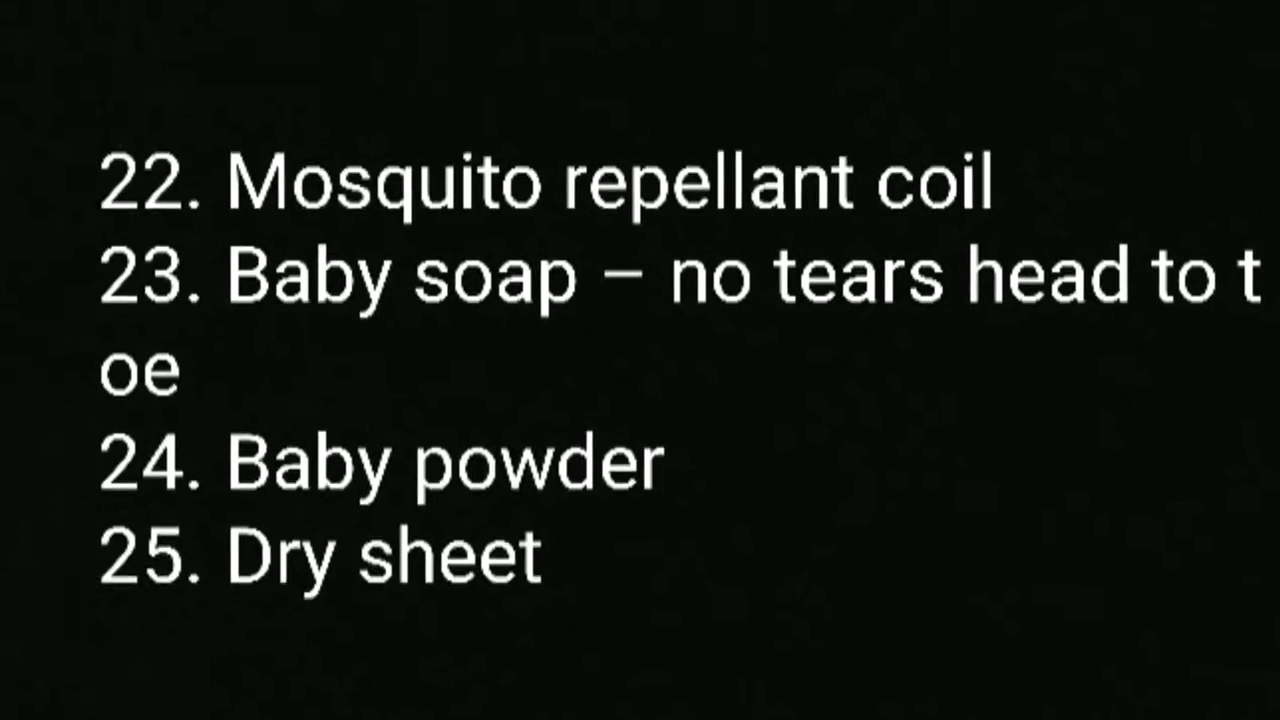 22. Mosquito repellant coil
23. Baby soap – no tears head to t
oe
24. Baby powder
25. Dry sheet